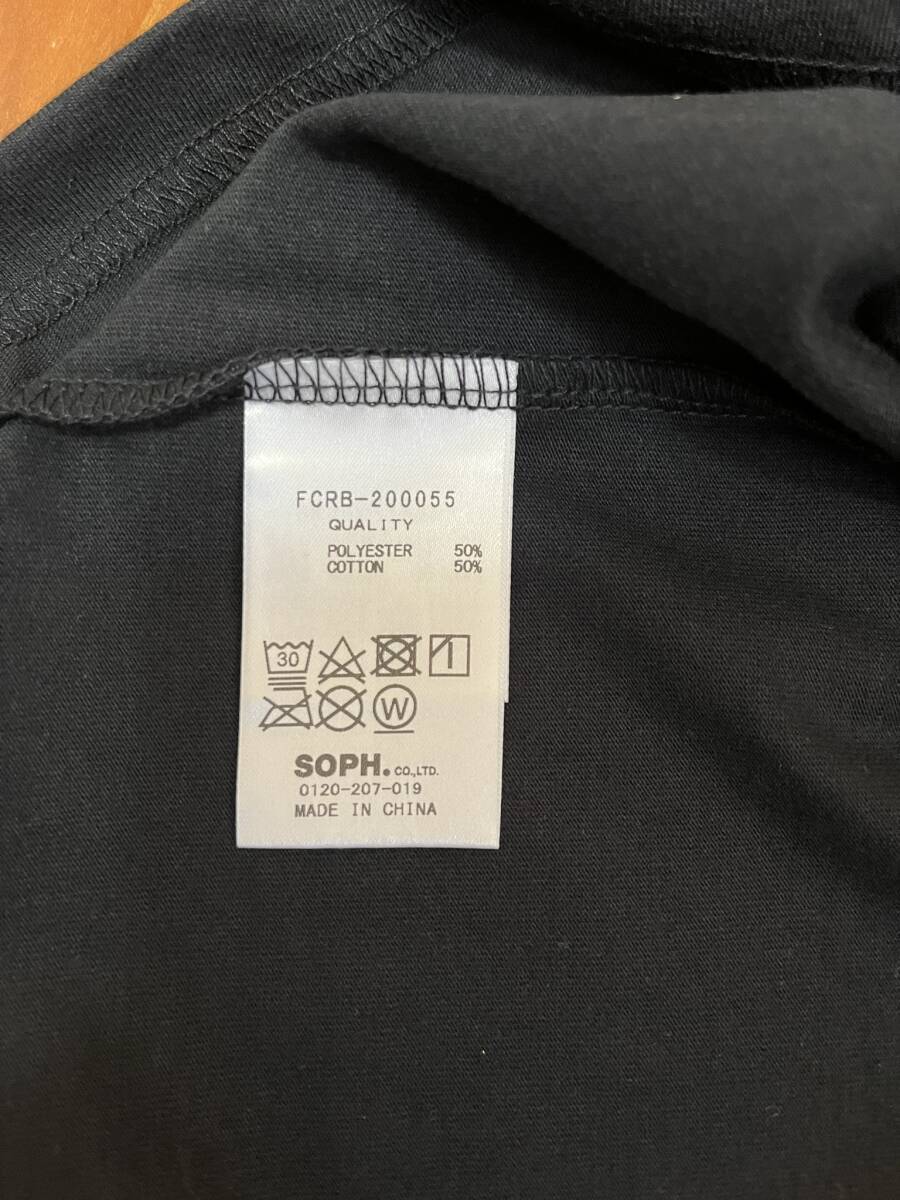 FCRB-200055
QUALITY
POLYESTER 50%
COTTON 50%
30
W
SOPH. CO.,LTD.
0120-207-019
MADE IN CHINA